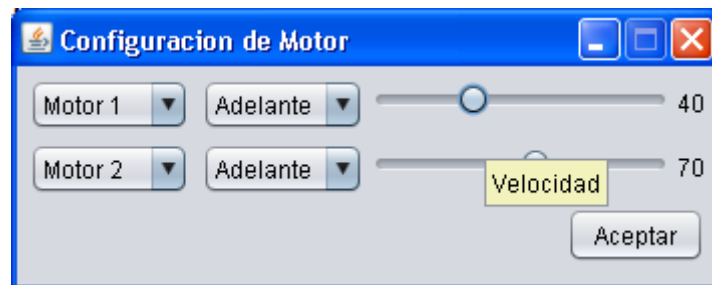 Configuracion de Motor
Motor 1 Adelante 40
Motor 2 Adelante 70
Velocidad
Aceptar